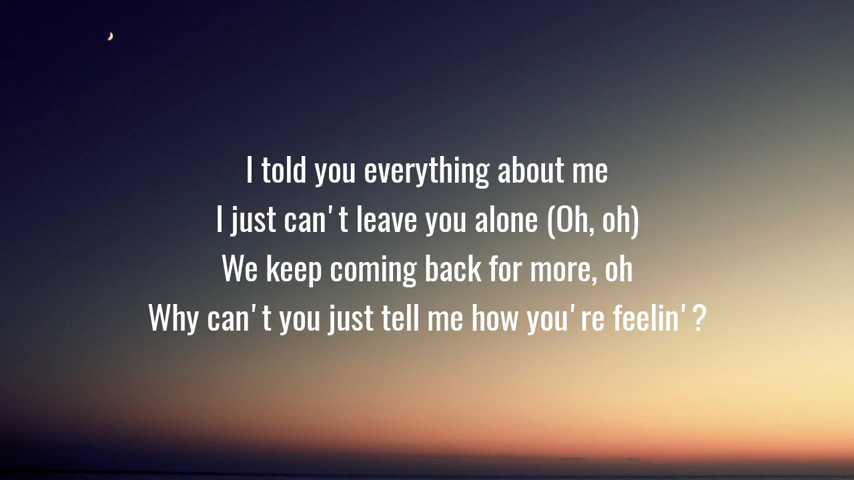 I told you everything about me
I just can't leave you alone (Oh, oh)
We keep coming back for more, oh
Why can't you just tell me how you're feelin'?